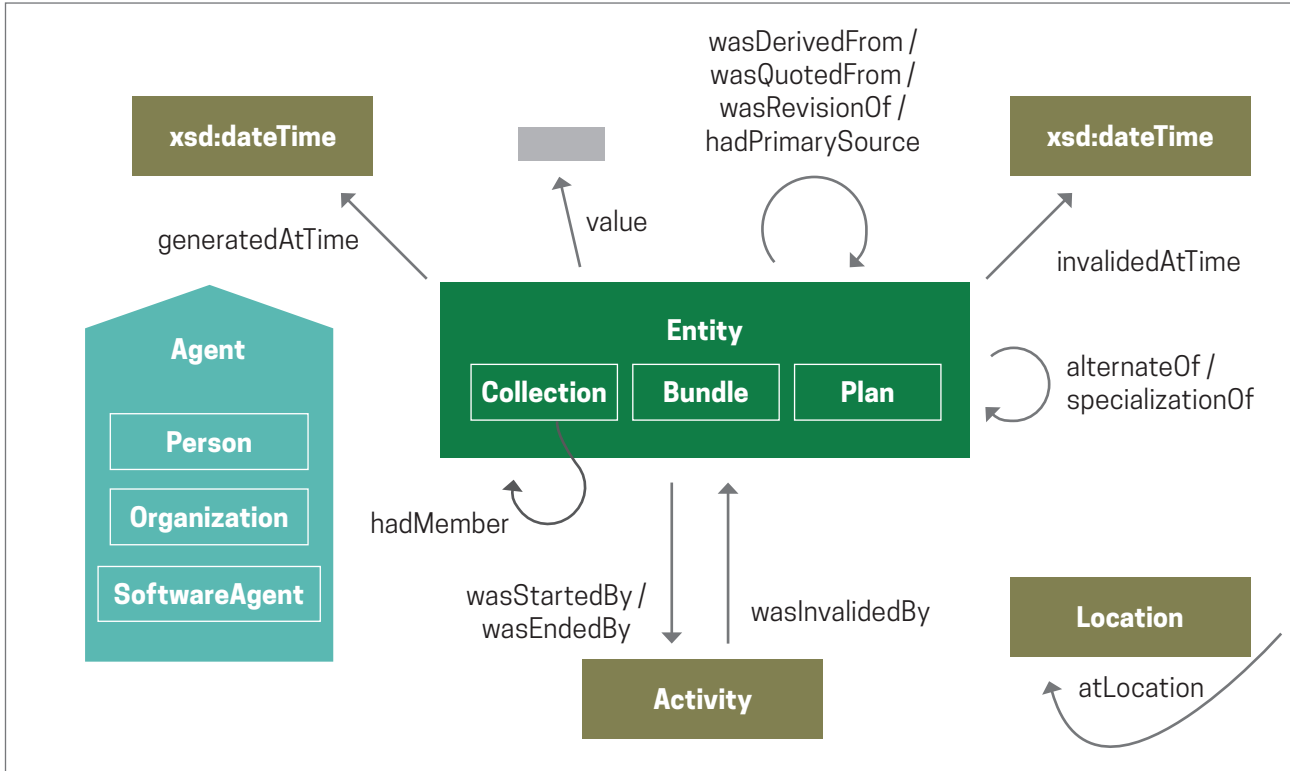 wasDerivedFrom /
wasQuotedFrom /
wasRevisionOf /
hadPrimarySource
xsd:dateTime
xsd:dateTime
generatedAtTime
value
invalidedAtTime
Agent
Person
Organization
SoftwareAgent
Entity
Collection
Bundle
Plan
alternateOf /
specializationOf
hadMember
wasStartedBy /
wasEndedBy
wasInvalidedBy
Activity
Location
atLocation